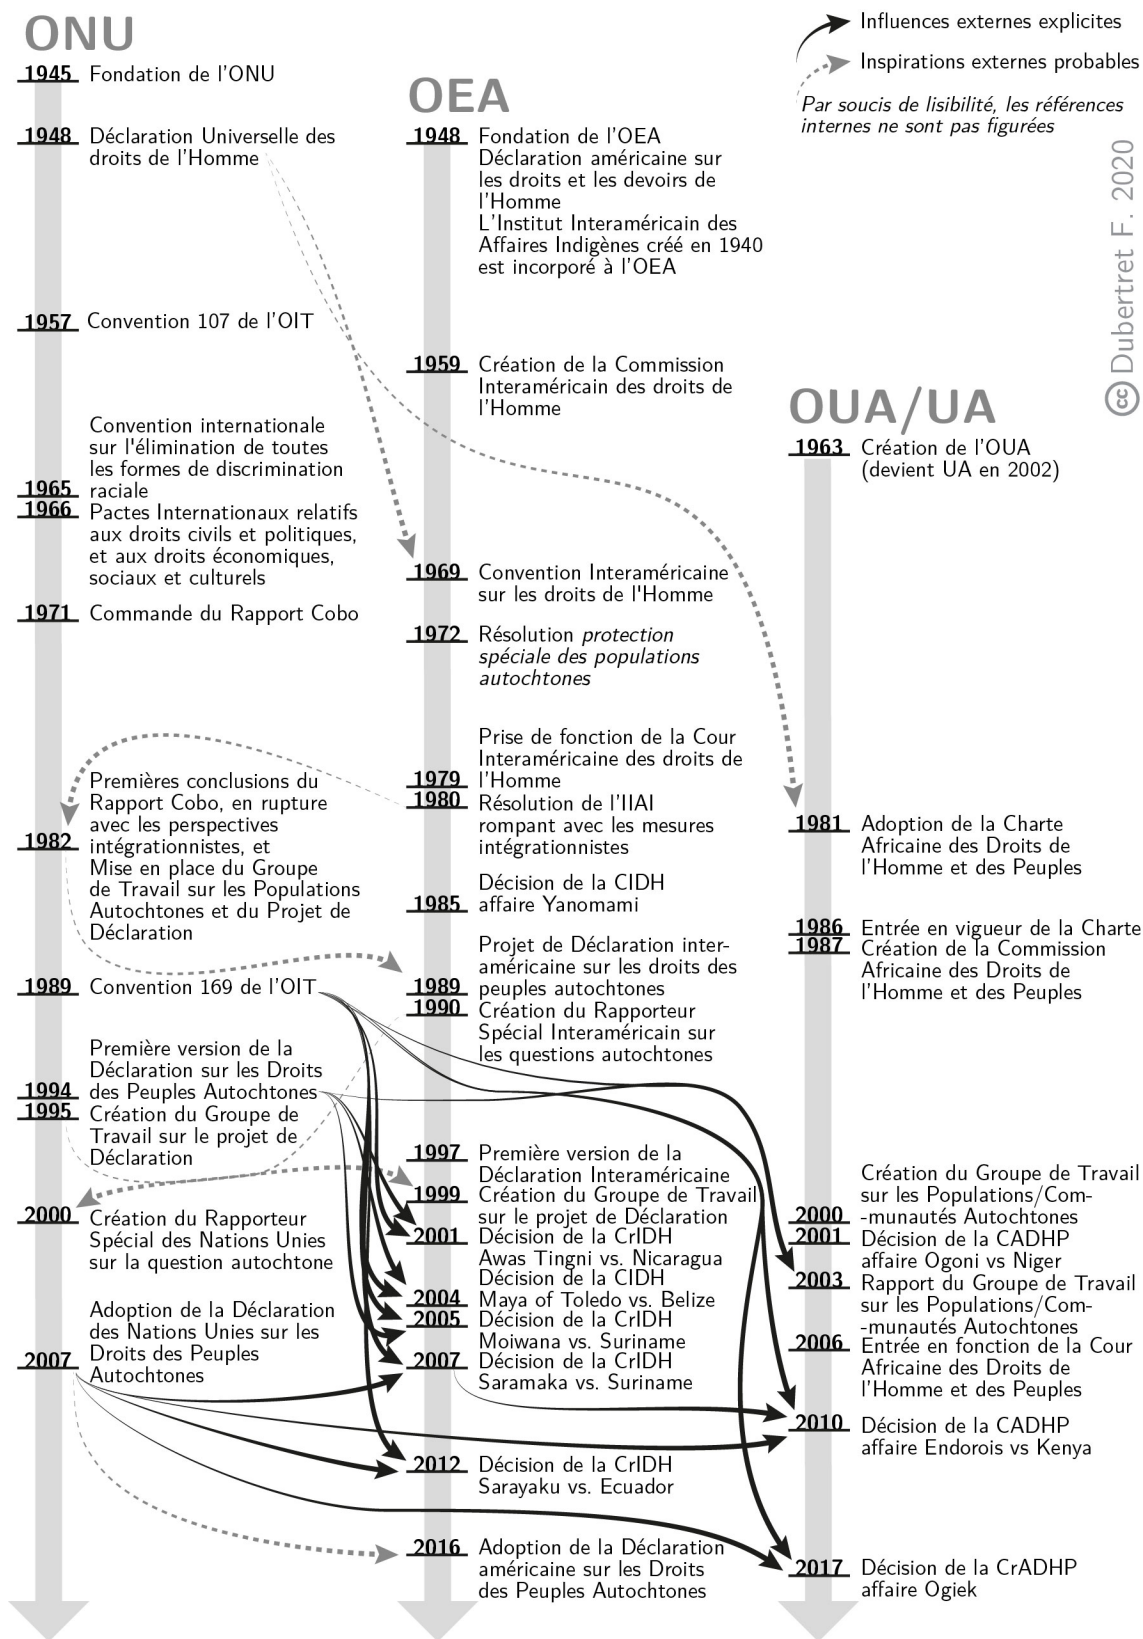 ONU
1945 Fondation de l'ONU
1948 Déclaration Universelle des
droits de l'Homme
1957 Convention 107 de l'OIT
Convention internationale
sur l'élimination de toutes
les formes de discrimination
1965 raciale
1966 Pactes Internationaux relatifs
aux droits civils et politiques,
et aux droits économiques,
sociaux et culturels
1971 Commande du Rapport Cobo
Premières conclusions du
Rapport Cobo, en rupture
avec les perspectives
1982 intégrationnistes, et
Mise en place du Groupe
de Travail sur les Populations
Autochtones et du Projet de
Déclaration
1989 Convention 169 de l'OIT
Première version de la
Déclaration sur les Droits
1994 des Peuples Autochtones
1995 Création du Groupe de
Travail sur le projet de
Déclaration
2000 Création du Rapporteur
Spécial des Nations Unies
sur la question autochtone
Adoption de la Déclaration
des Nations Unies sur les
Droits des Peuples
2007 Autochtones
OEA
1948 Fondation de l'OEA
Déclaration américaine sur
les droits et les devoirs de
l'Homme
L'Institut Interaméricain des
Affaires Indigènes créé en 1940
est incorporé à l'OEA
1959 Création de la Commission
Interaméricain des droits de
l'Homme
1969 Convention Interaméricaine
sur les droits de l'Homme
1972 Résolution protection
spéciale des populations
autochtones
Prise de fonction de la Cour
Interaméricaine des droits de
1979 l'Homme
1980 Résolution de l'IIAI
rompant avec les mesures
intégrationnistes
Décision de la CIDH
1985 affaire Yanomami
Projet de Déclaration inter-
américaine sur les droits des
1989 peuples autochtones
1990 Création du Rapporteur
Spécial Interaméricain sur
les questions autochtones
1997 Première version de la
Déclaration Interaméricaine
1999 Création du Groupe de Travail
sur le projet de Déclaration
2001 Décision de la CrIDH
Awas Tingni vs. Nicaragua
Décision de la CIDH
2004 Maya of Toledo vs. Belize
2005 Décision de la CrIDH
Moiwana vs. Suriname
2007 Décision de la CrIDH
Saramaka vs. Suriname
2012 Décision de la CrIDH
Sarayaku vs. Ecuador
2016 Adoption de la Déclaration
américaine sur les Droits
des Peuples Autochtones
Influences externes explicites
Inspirations externes probables
Par soucis de lisibilité, les références
internes ne sont pas figurées
cc Dubertret F. 2020
OUA/UA
1963 Création de l'OUA
(devient UA en 2002)
1981 Adoption de la Charte
Africaine des Droits de
l'Homme et des Peuples
1986 Entrée en vigueur de la Charte
1987 Création de la Commission
Africaine des Droits de
l'Homme et des Peuples
Création du Groupe de Travail
sur les Populations/Com-
2000 -munautés Autochtones
2001 Décision de CADHP
affaire Ogoni vs Niger
2003 Rapport du Groupe de Travail
sur les Populations/Com-
-munautés Autochtones
2006 Entrée en fonction de la Cour
Africaine des Droits de
l'Homme et des Peuples
2010 Décision de la CADHP
affaire Endorois vs Kenya
2017 Décision de la CrADHP
affaire Ogiek